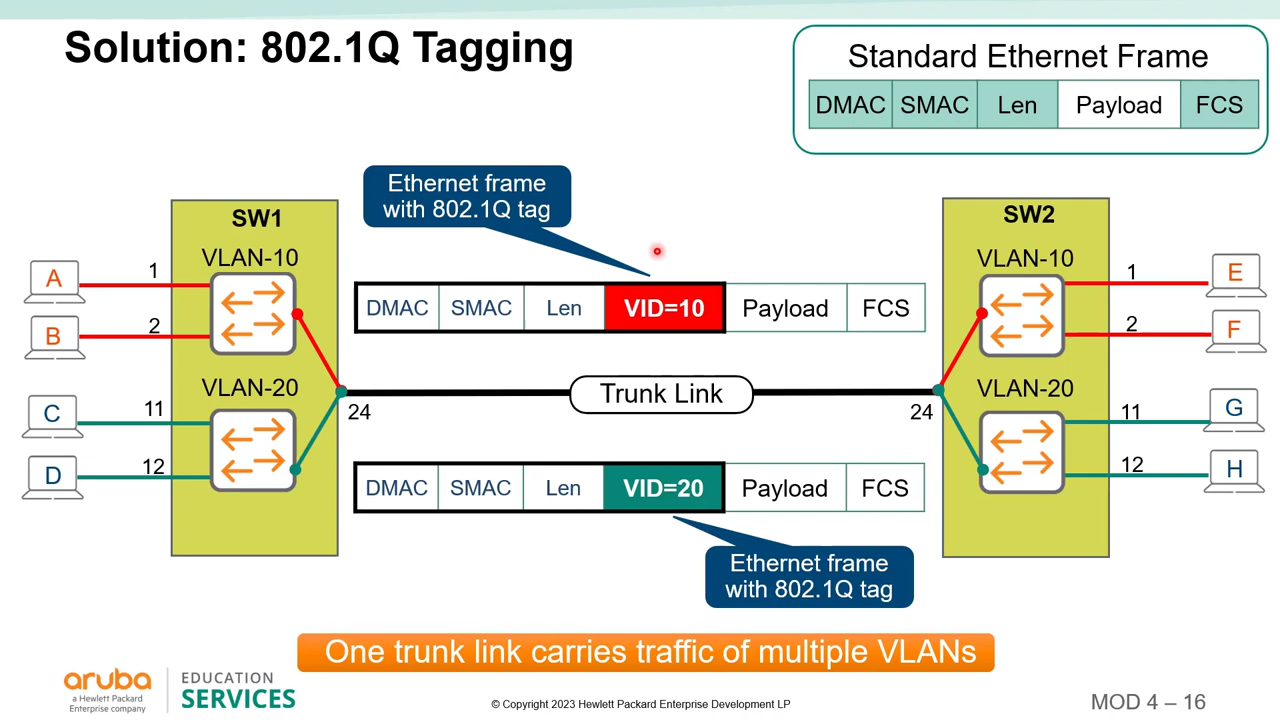 Solution: 802.1Q Tagging
Standard Ethernet Frame
DMAC SMAC Len Payload FCS
Ethernet frame
with 802.1Q tag
SW1
VLAN-10
A
1
B
2
VLAN-20
C
11
D
12
24
DMAC SMAC Len VID=10 Payload FCS
Trunk Link
DMAC SMAC Len VID=20 Payload FCS
Ethernet frame
with 802.1Q tag
SW2
VLAN-10
1
E
2
F
24
VLAN-20
11
G
12
H
One trunk link carries traffic of multiple VLANs
aruba
a Hewlett Packard
Enterprise company
EDUCATION
SERVICES
© Copyright 2023 Hewlett Packard Enterprise Development LP
MOD 4 – 16